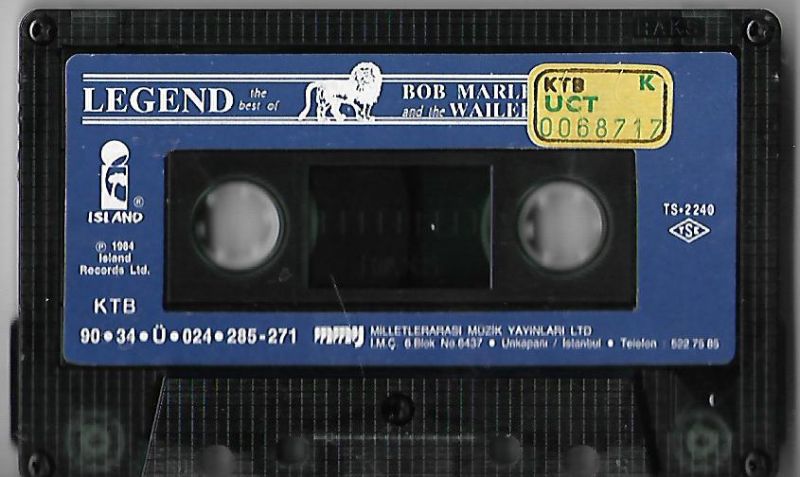 RAKS
LEGEND the best of
BOB MARLE
and the WAILE
KTB K
UCT
0068717
ISLAND ®
℗ 1984
Island
Records Ltd.
TS-2240
TSE
KTB
90•34•Ü•024•285-271
MMY MİLLETLERARASI MÜZİK YAYINLARI LTD
İ.M.Ç 6.Blok No.6437 • Unkapanı / İstanbul • Telefon : 522 75 85